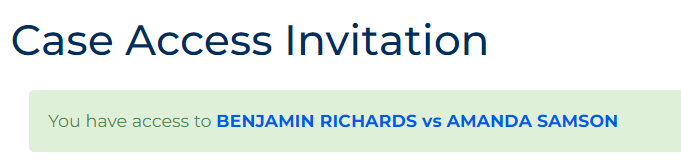 Case Access Invitation
You have access to BENJAMIN RICHARDS vs AMANDA SAMSON